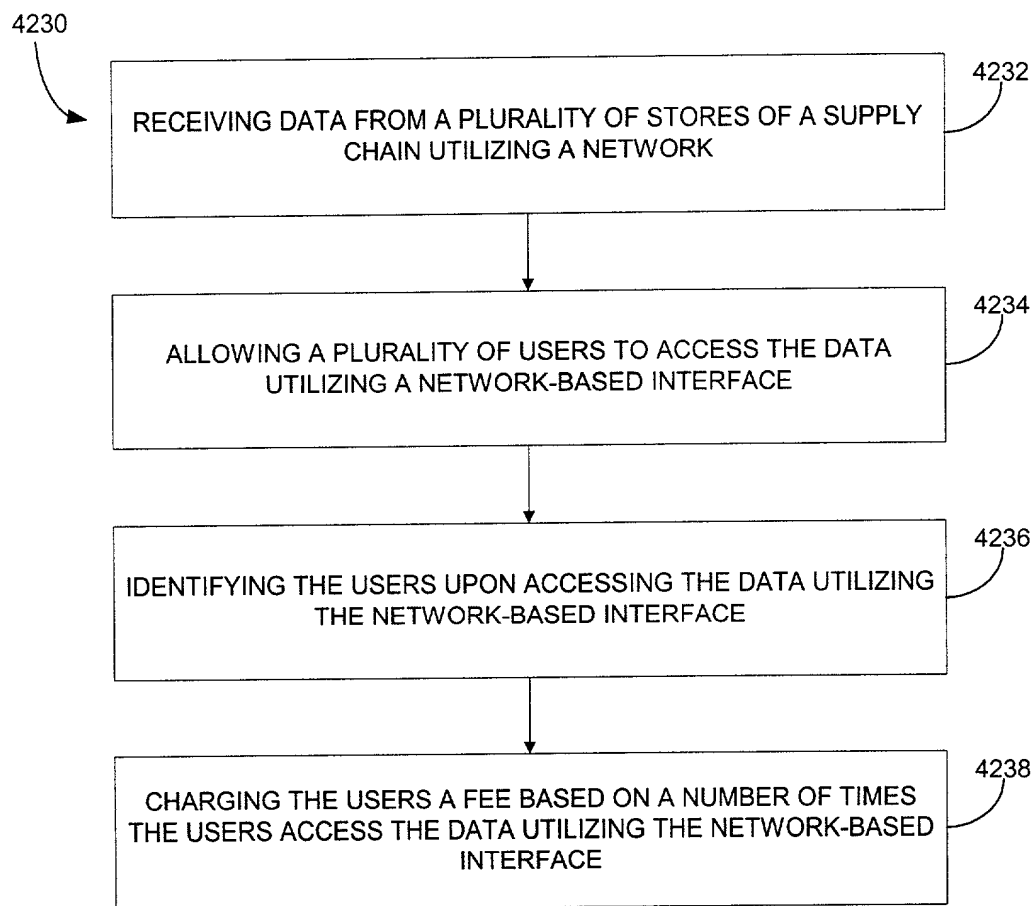 4230
4232
RECEIVING DATA FROM A PLURALITY OF STORES OF A SUPPLY
CHAIN UTILIZING A NETWORK
4234
ALLOWING A PLURALITY OF USERS TO ACCESS THE DATA
UTILIZING A NETWORK-BASED INTERFACE
4236
IDENTIFYING THE USERS UPON ACCESSING THE DATA UTILIZING
THE NETWORK-BASED INTERFACE
4238
CHARGING THE USERS A FEE BASED ON A NUMBER OF TIMES
THE USERS ACCESS THE DATA UTILIZING THE NETWORK-BASED
INTERFACE